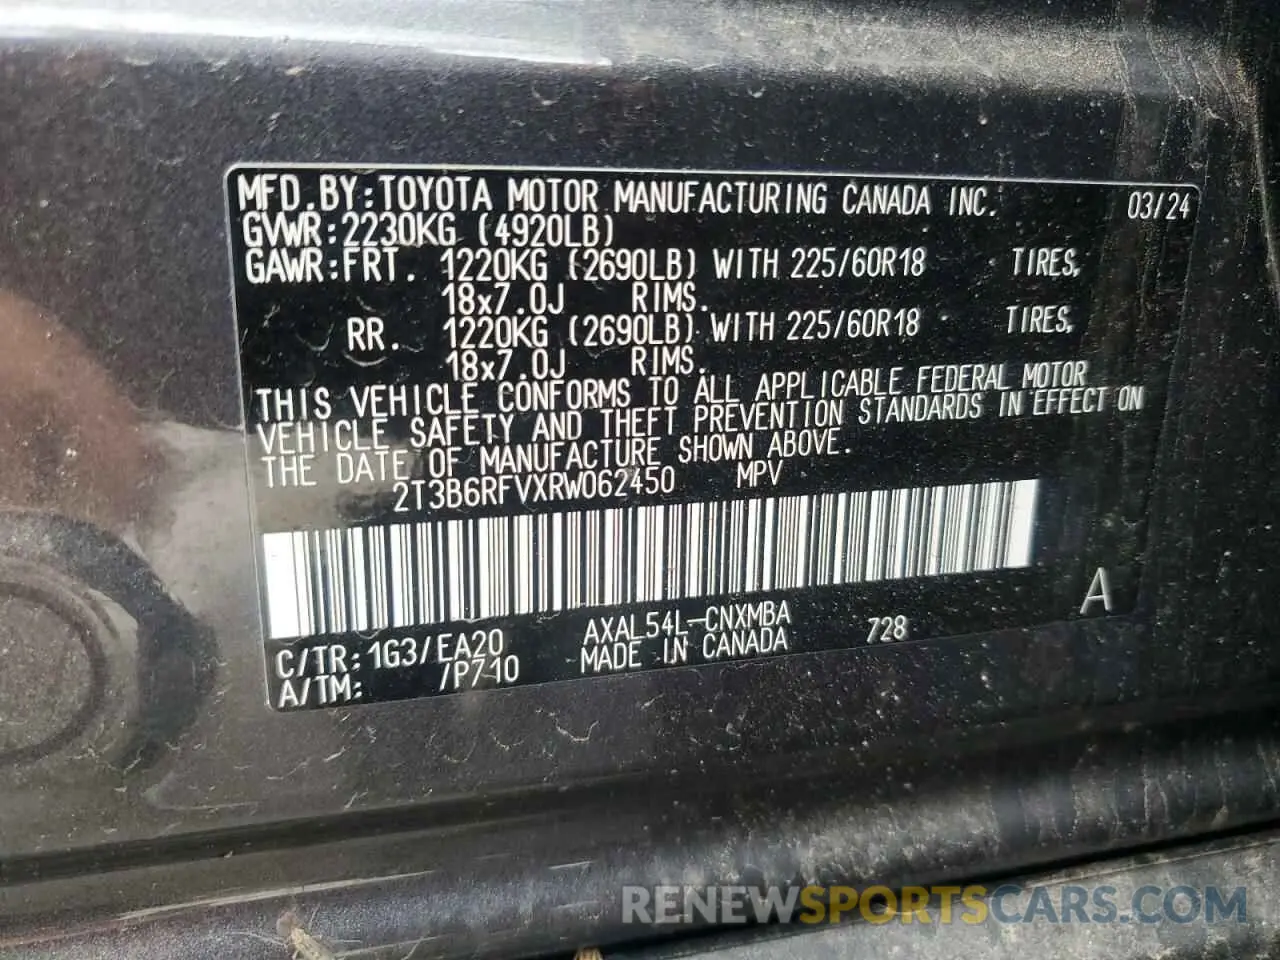 MFD.BY:TOYOTA MOTOR MANUFACTURING CANADA INC. 03/24
GVWR:2230KG (4920LB)
GAWR:FRT. 1220KG (2690LB) WITH 225/60R18 TIRES,
18x7.0J RIMS.
RR. 1220KG (2690LB) WITH 225/60R18 TIRES,
18x7.0J RIMS.
THIS VEHICLE CONFORMS TO ALL APPLICABLE FEDERAL MOTOR
VEHICLE SAFETY AND THEFT PREVENTION STANDARDS IN EFFECT ON
THE DATE OF MANUFACTURE SHOWN ABOVE.
2T3B6RFVXRW062450 MPV
A
C/TR:1G3/EA20 AXAL54L-CNXMBA 728
A/TM: /P710 MADE IN CANADA
RENEWSPORTSCARS.COM